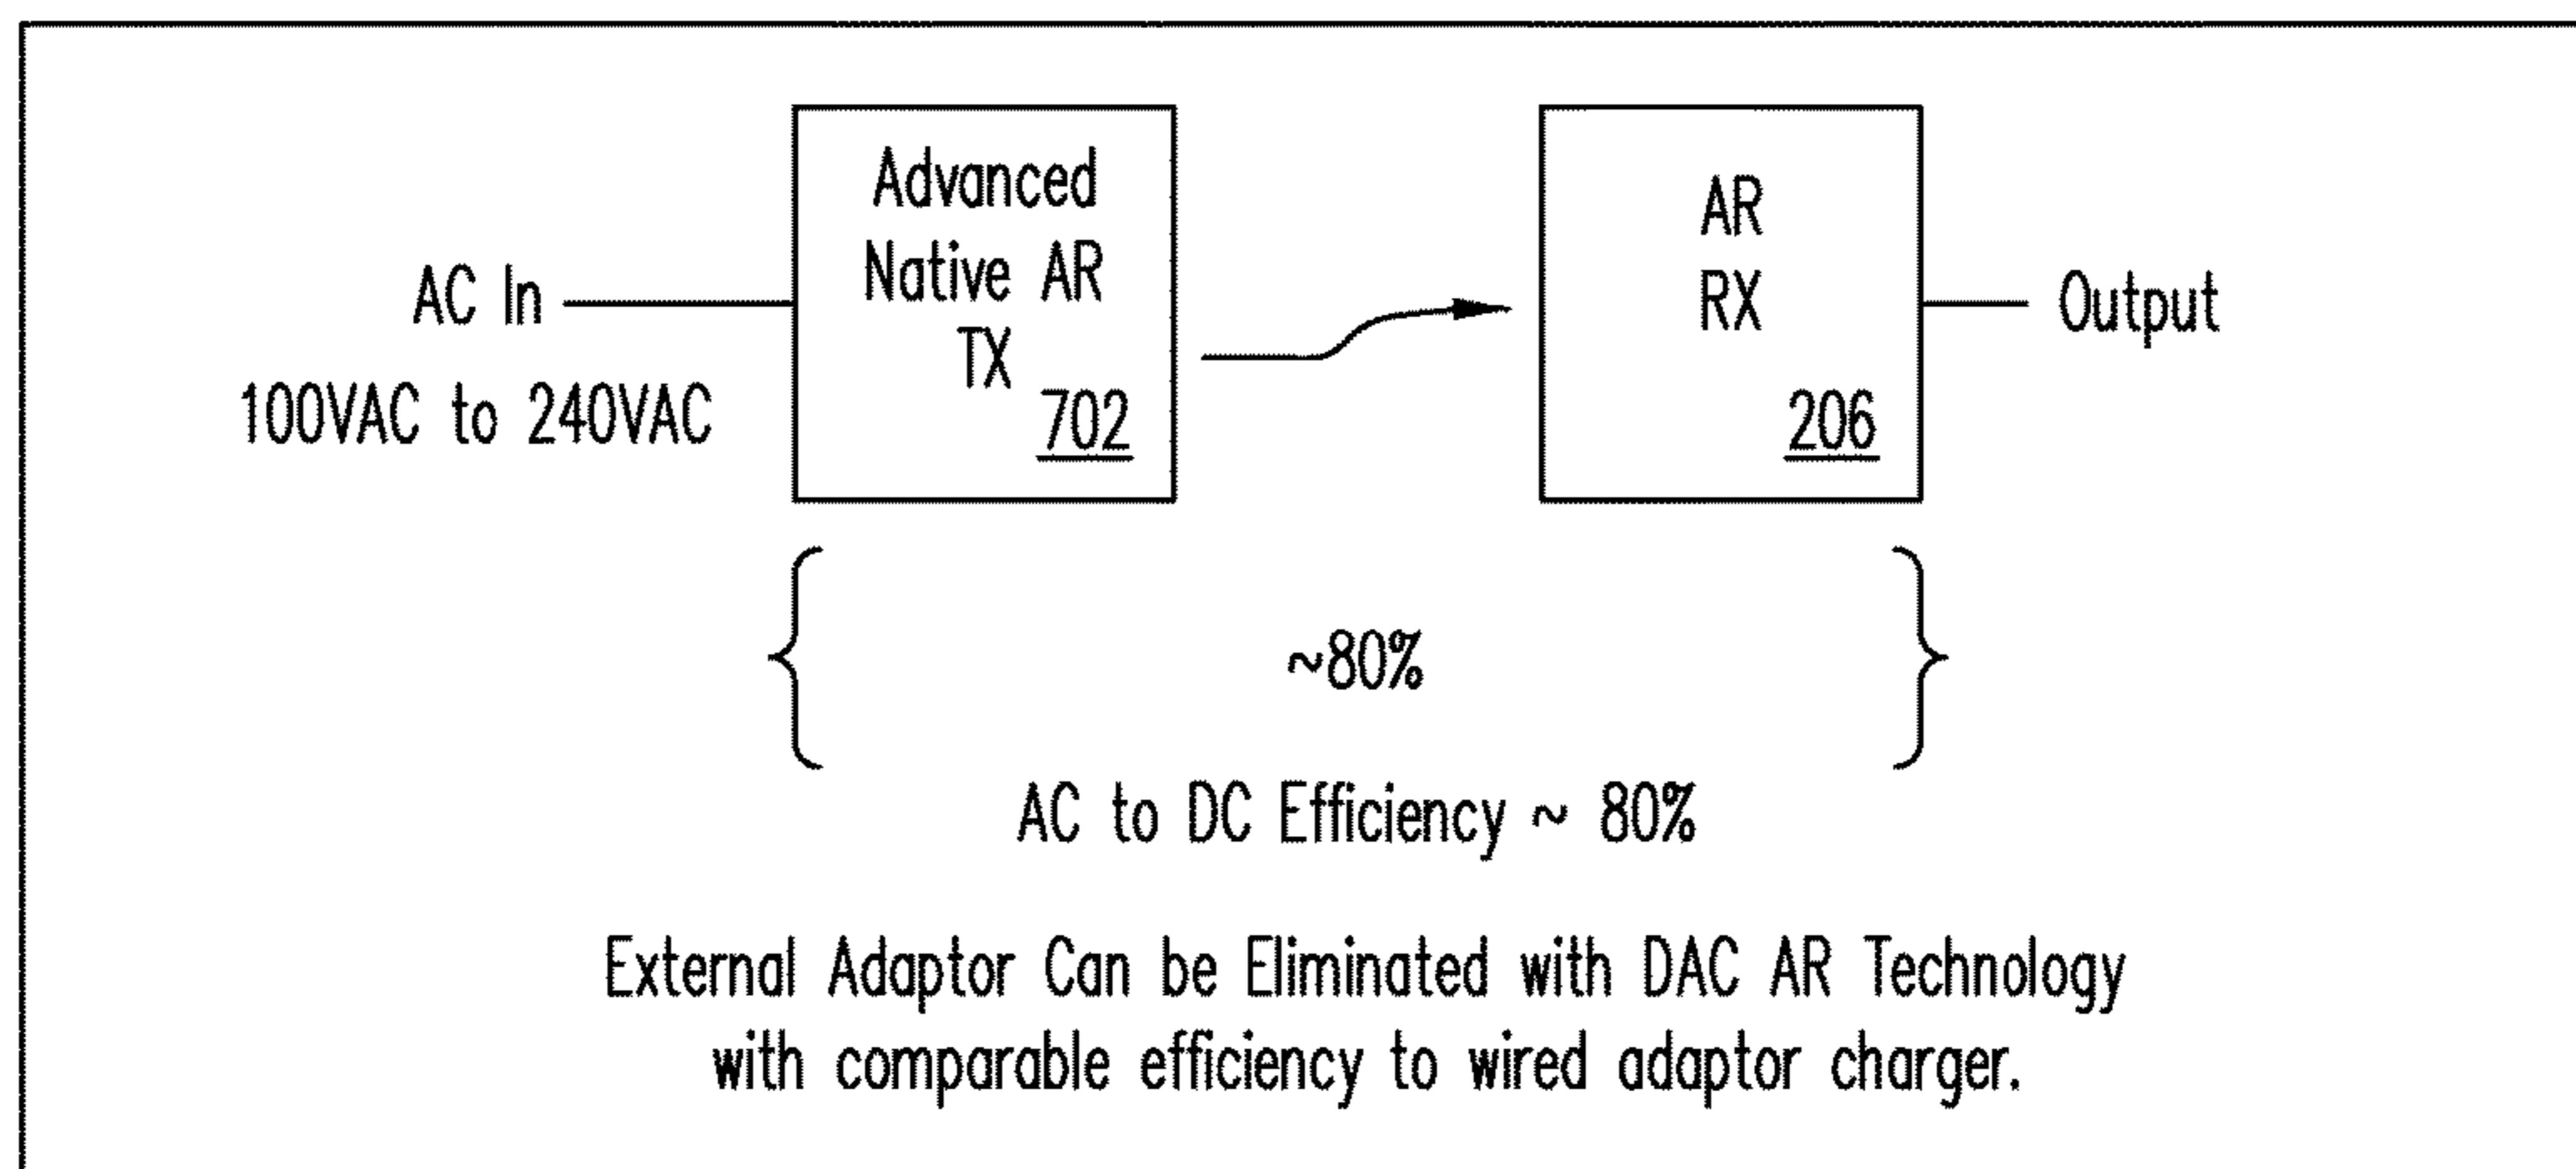 Advanced
Native AR
TX
702
AR
RX
206
AC In
100VAC to 240VAC
Output
~80%
AC to DC Efficiency ~ 80%
External Adaptor Can be Eliminated with DAC AR Technology
with comparable efficiency to wired adaptor charger.